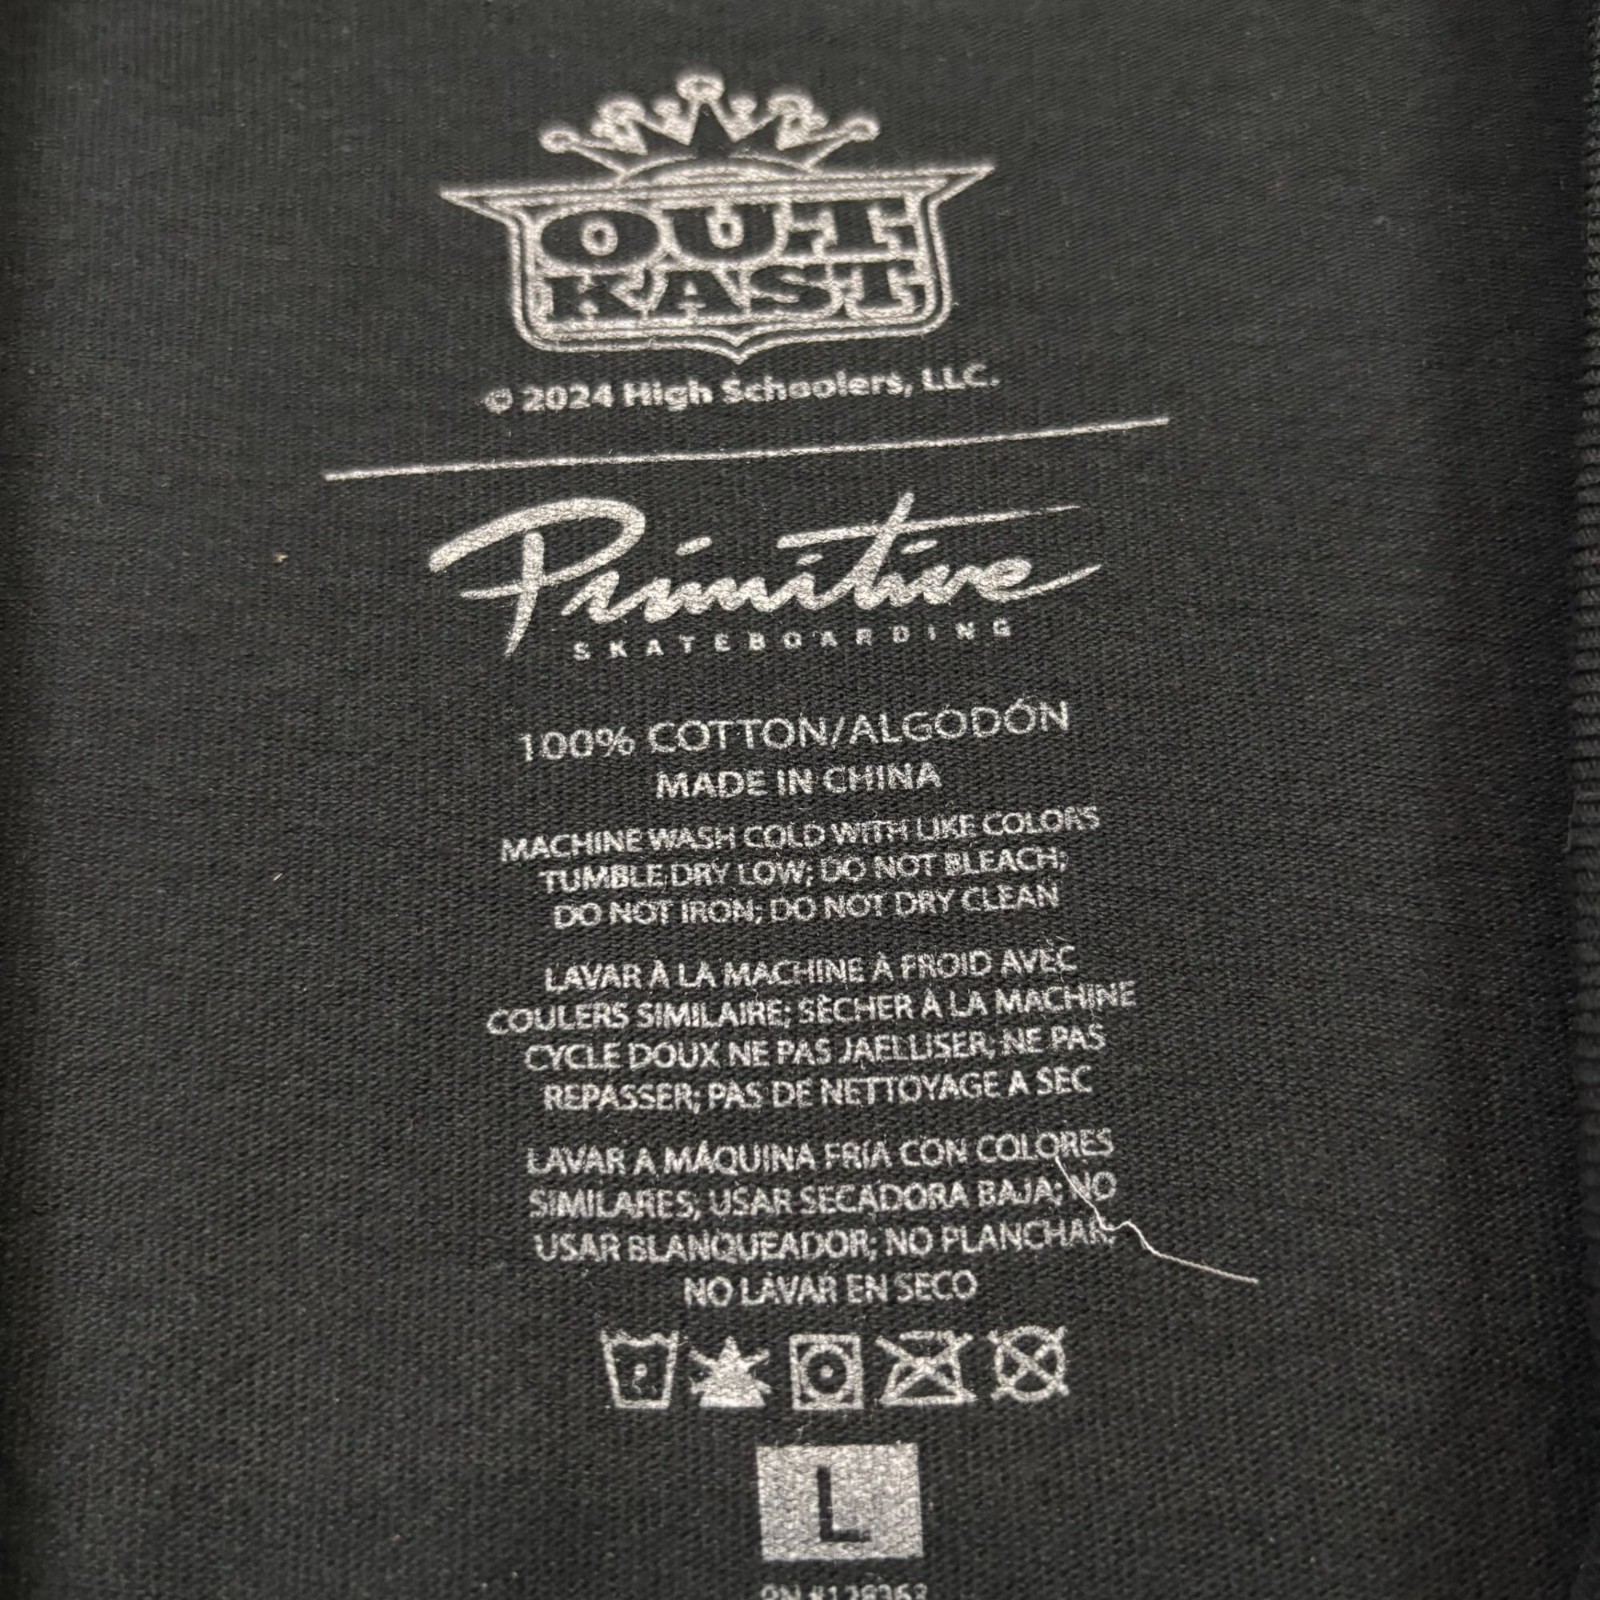 OUT
KAST
© 2024 High Schoolers, LLC.
Primitive
SKATEBOARDING
100% COTTON/ALGODÓN
MADE IN CHINA
MACHINE WASH COLD WITH LIKE COLORS
TUMBLE DRY LOW; DO NOT BLEACH;
DO NOT IRON; DO NOT DRY CLEAN
LAVAR À LA MACHINE À FROID AVEC
COULERS SIMILAIRE; SÈCHER À LA MACHINE
CYCLE DOUX NE PAS JAELLISER, NE PAS
REPASSER; PAS DE NETTOYAGE A SEC
LAVAR A MÁQUINA FRÍA CON COLORES
SIMILARES; USAR SECADORA BAJA; NO
USAR BLANQUEADOR; NO PLANCHAR;
NO LAVAR EN SECO
L